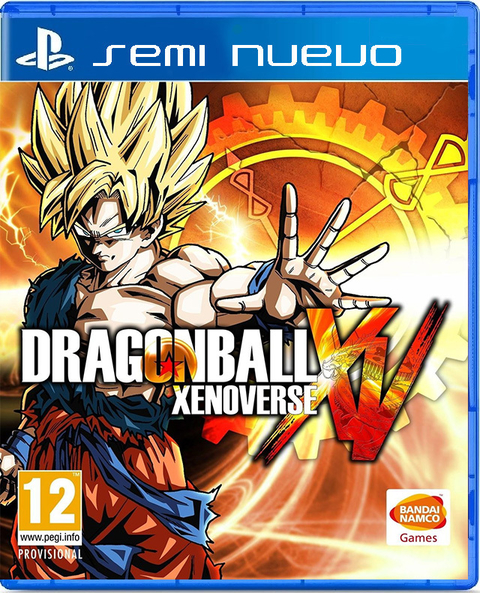 SEMI NUEVO
DRAGONBALL
XENOVERSE
XV
12
www.pegi.info
PROVISIONAL
BANDAI
NAMCO
Games